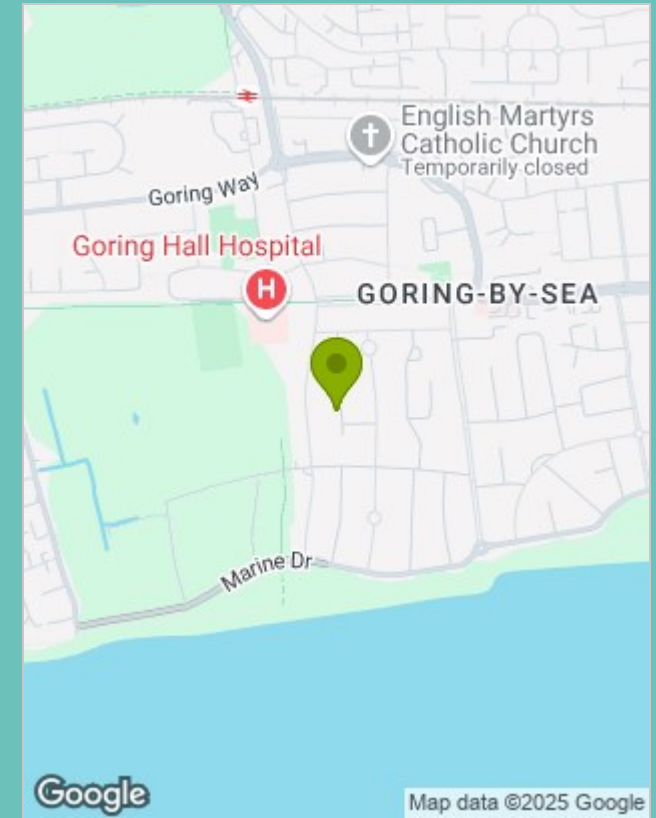 English Martyrs
Catholic Church
Temporarily closed
Goring Way
Goring Hall Hospital
H
GORING-BY-SEA
Marine Dr
Google
Map data ©2025 Google